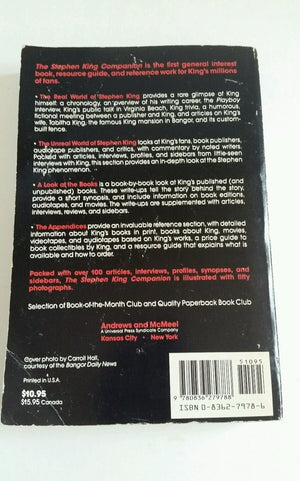 The Stephen King Companion is the first general interest
book, resource guide, and reference work for King's millions
of fans.
• The Real World of Stephen King provides a rare glimpse of King
himself: a chronology, an overview of his writing career, the Playboy
interview, King's public talk in Virginia Beach, King trivia, a humorous,
fictional meeting between a publisher and King, and articles on King's
wife, Tabitha King, the famous King mansion in Bangor, and its custom-
built fence.
• The Unreal World of Stephen King looks at King's fans, book publishers,
audiotape publishers, and critics, with commentary by noted writers.
Packed with articles, interviews, profiles, and sidebars from little-seen
interviews with King, this section provides an in-depth look at the Stephen
King phenomenon.
• A Look at the Books is a book-by-book look at King's published (and
unpublished) books. These write-ups tell the story behind the story,
provide a short synopsis, and include information on book editions,
audiotapes, and movies. The write-ups are supplemented with articles,
interviews, reviews, and sidebars.
• The Appendices provide an invaluable reference section, with detailed
information about books in print, books about King, movies,
videotapes, and audiotapes based on King's works, a price guide to
book collectibles by King, and a resource guide that explains what is
available and how to order.
Packed with over 100 articles, interviews, profiles, synopses, and
sidebars, The Stephen King Companion is illustrated with fifty
photographs.
Selection of Book-of-the-Month Club and Quality Paperback Book Club
Andrews and McMeel
A Universal Press Syndicate Company
Kansas City • New York
Cover photo by Carroll Hall,
courtesy of the Bangor Daily News
Printed in U.S.A.
$10.95
$15.95 Canada
51095
9 780836 279788
ISBN 0-8362-7978-6